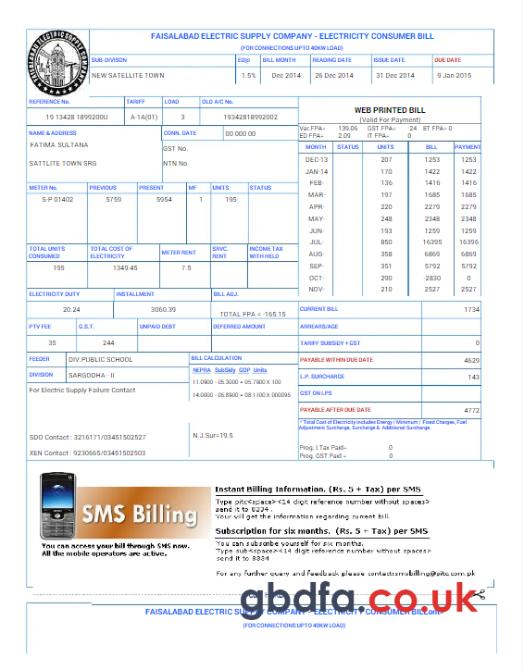 FAISALABAD ELECTRIC SUPPLY COMPANY - ELECTRICITY CONSUMER BILL
(FOR CONNECTIONS UPTO 40KW LOAD)
SUB-DIVISON ED@ BILL MONTH READING DATE ISSUE DATE DUE DATE
NEW SATELLITE TOWN 1.5% Dec 2014 26 Dec 2014 31 Dec 2014 9 Jan 2015
REFERENCE No. TARIFF LOAD OLD A/C No.
19 13428 1899200U A-1A(01) 3 19342818992002
WEB PRINTED BILL
(Valid For Payment)
NAME & ADDRESS CONN. DATE 00 000 00
Var.FPA= 139.06 GST FPA= 24 ET FPA= 0
ED FPA= 2.09 IT FPA= 0
FATIMA SULTANA
GST No.
SATTLITE TOWN SRG NTN No.
MONTH STATUS UNITS BILL PAYMENT
DEC-13 207 1253 1253
JAN-14 170 1422 1422
FEB- 136 1416 1416
MAR- 197 1685 1685
APR- 220 2279 2279
MAY- 248 2348 2348
JUN- 193 1259 1259
JUL- 850 16395 16396
AUG- 358 6869 6869
SEP- 351 5792 5792
OCT- 290 -2830 0
NOV- 210 2527 2527
METER No. PREVIOUS PRESENT MF UNITS STATUS
S-P 01402 5759 5954 1 195
TOTAL UNITS CONSUMED TOTAL COST OF ELECTRICITY METER RENT SRVC. RENT INCOME TAX WITH HELD
195 1349.45 7.5
ELECTRICITY DUTY INSTALLMENT BILL ADJ.
20.24 3060.39 TOTAL FPA = -165.15
PTV FEE G.S.T. UNPAID DEBT DEFERRED AMOUNT
35 244
CURRENT BILL 1734
ARREARS/AGE
TARIFF SUBSIDY + GST 0
PAYABLE WITHIN DUE DATE 4629
L.P. SURCHARGE 143
GST ON LPS
PAYABLE AFTER DUE DATE 4772
* Total Cost of Electricity includes Energy / Minimum / Fixed Charges, Fuel
Adjustment Surcharge, Surcharge & Additional Surcharge
Prog. I.Tax Paid= 0
Prog. GST Paid = 0
FEEDER DIV.PUBLIC SCHOOL
DIVISION SARGODHA - II
For Electric Supply Failure Contact
SDO Contact : 3216171/03451502527
XEN Contact : 9230665/03451502503
BILL CALCULATION
NEPRA SubSidy GOP Units
11.0900 - 05.3000 = 05.7900 X 100
N.J.Sur=19.5
SMS Billing
You can access your bill through SMS now.
All the mobile operators are active.
Instant Billing Information. (Rs. 5 + Tax) per SMS
Type pitc<space><14 digit reference number without spaces>
send it to 8334.
You will get the information regarding current bill.
Subscription for six months. (Rs. 5 + Tax) per SMS
You can subscribe yourself for six months.
Type sub<space><14 digit reference number without spaces>
send it to 8334
For any further query and feedback please contact:smsbilling@pitc.com.pk
gbdfa.co.uk
FAISALABAD ELECTRIC SUPPLY COMPANY - ELECTRICITY CONSUMER BILL
(FOR CONNECTIONS UPTO 40KW LOAD)